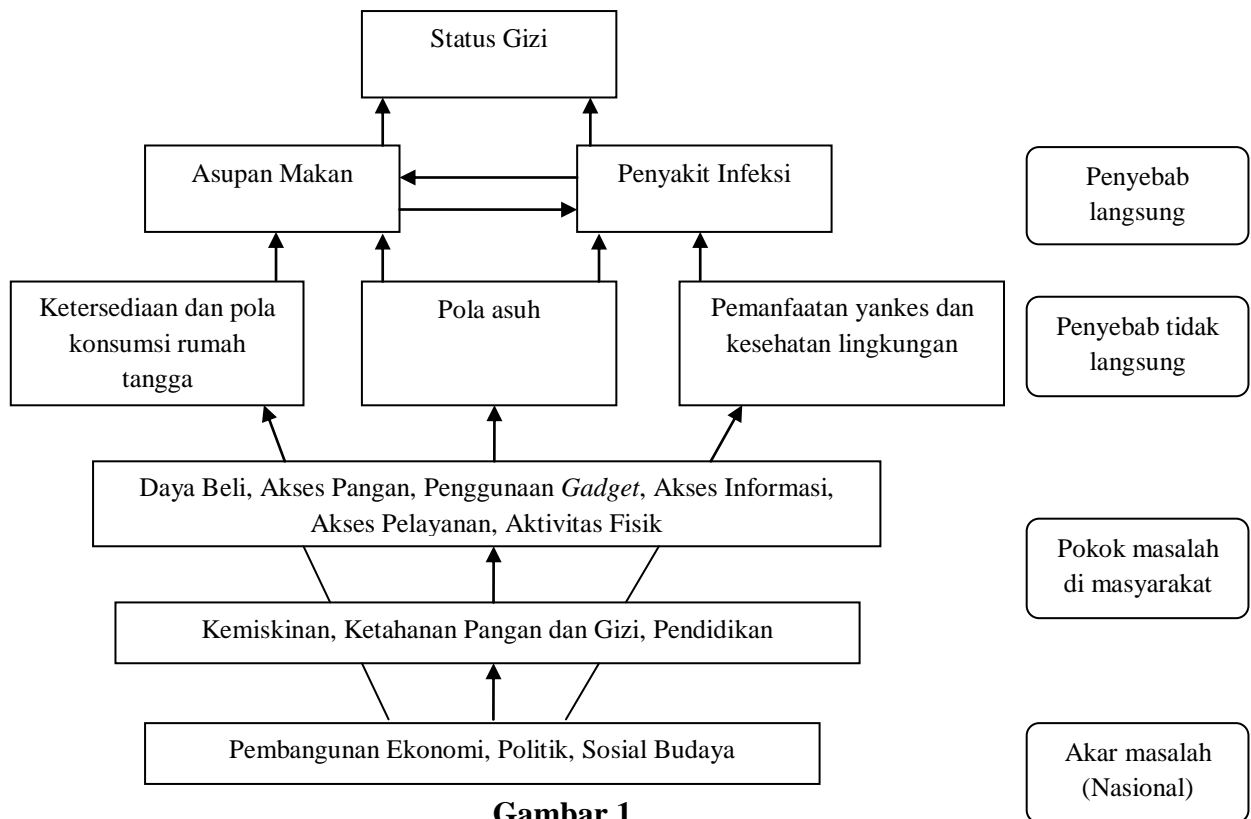 Status Gizi
Asupan Makan
Penyakit Infeksi
Penyebab
langsung
Ketersediaan dan pola
konsumsi rumah
tangga
Pola asuh
Pemanfaatan yankes dan
kesehatan lingkungan
Penyebab tidak
langsung
Daya Beli, Akses Pangan, Penggunaan Gadget, Akses Informasi,
Akses Pelayanan, Aktivitas Fisik
Pokok masalah
di masyarakat
Kemiskinan, Ketahanan Pangan dan Gizi, Pendidikan
Pembangunan Ekonomi, Politik, Sosial Budaya
Akar masalah
(Nasional)
Gambar 1